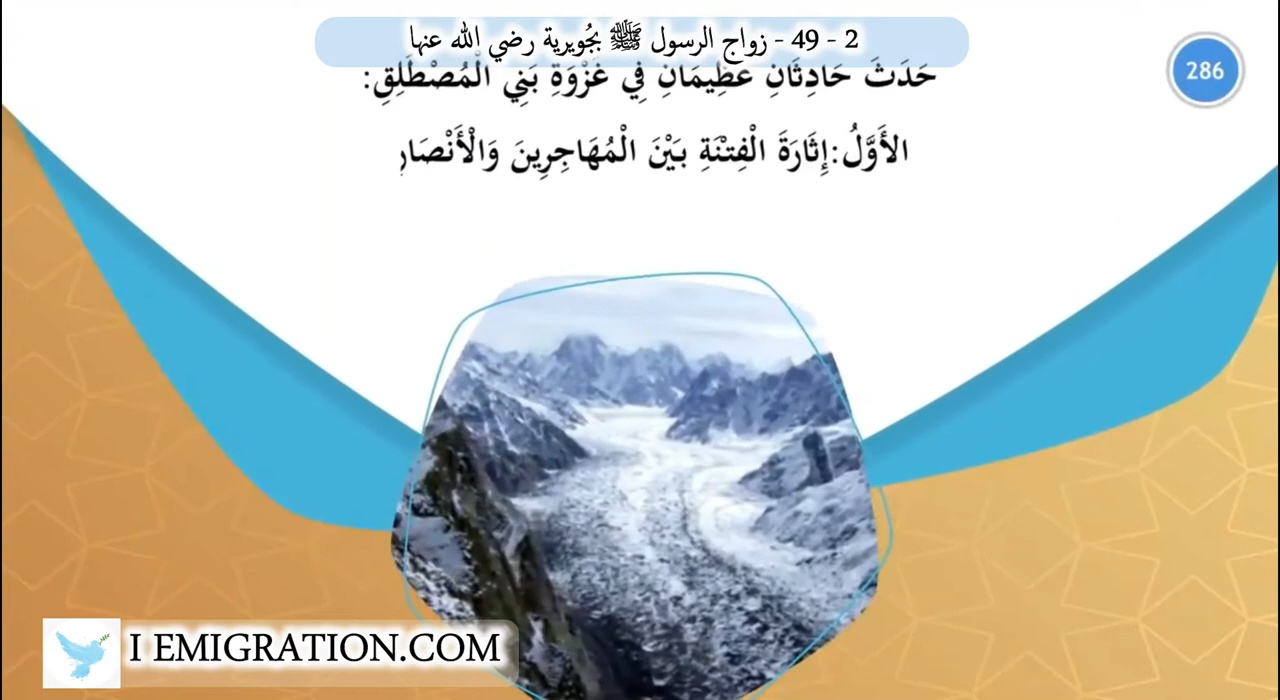 2 - 49 - زواج الرسول ﷺ بجُويرية رضي الله عنها
286
حَدَثَ حَادِثَانِ عَظِيمَانِ فِي غَزْوَةِ بَنِي الْمُصْطَلِقِ:
الأَوَّلُ:إِثَارَةَ الْفِتْنَةِ بَيْنَ الْمُهَاجِرِينَ وَالْأَنْصَارِ
I EMIGRATION.COM